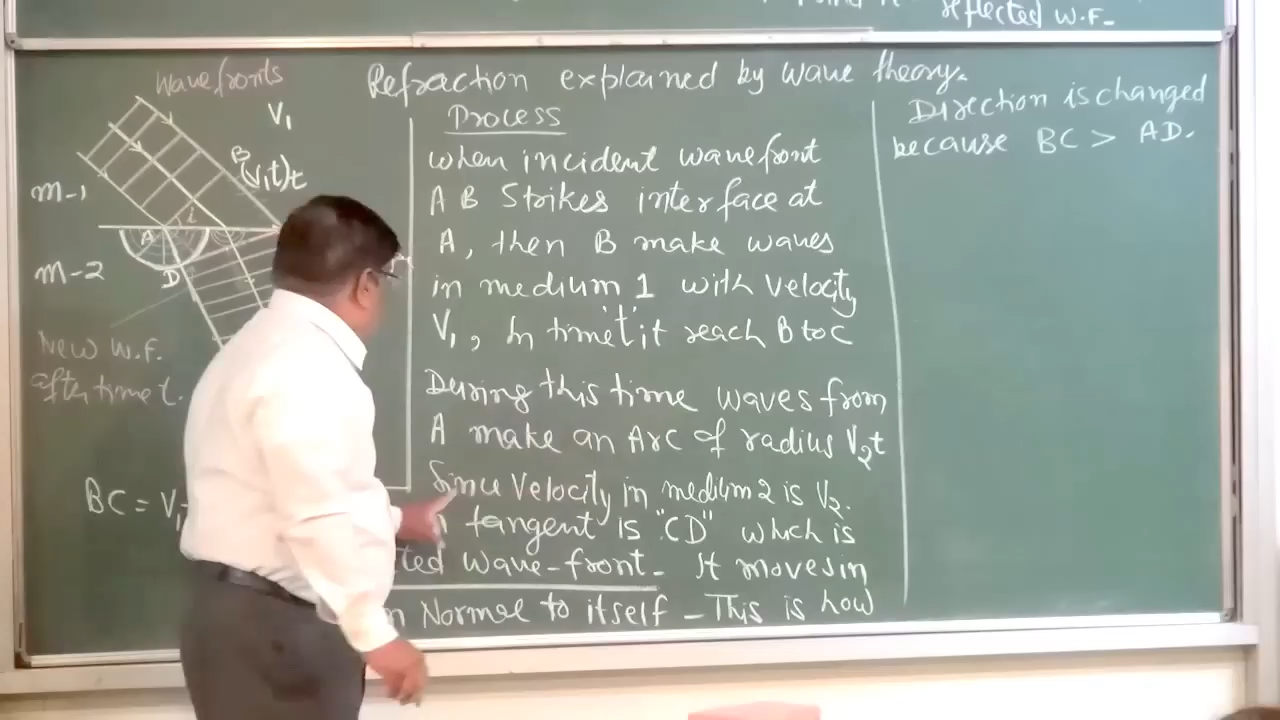 reflected W.F.
Wavefronts
V1
B
(V1t)t
m-1
i
A
m-2
D
New W.F.
after time t.
BC = V1
Refraction explained by wave theory.
Process
when incident wavefront
A B Strikes interface at
A, then B make waves
in medium 1 with velocity
V1, In time 't' it reach B to C
During this time waves from
A make an Arc of radius V2t
Since Velocity in medium 2 is V2.
tangent is "CD" which is
ted Wave-front- It moves in
Normal to itself - This is how
Direction is changed
because BC > AD.